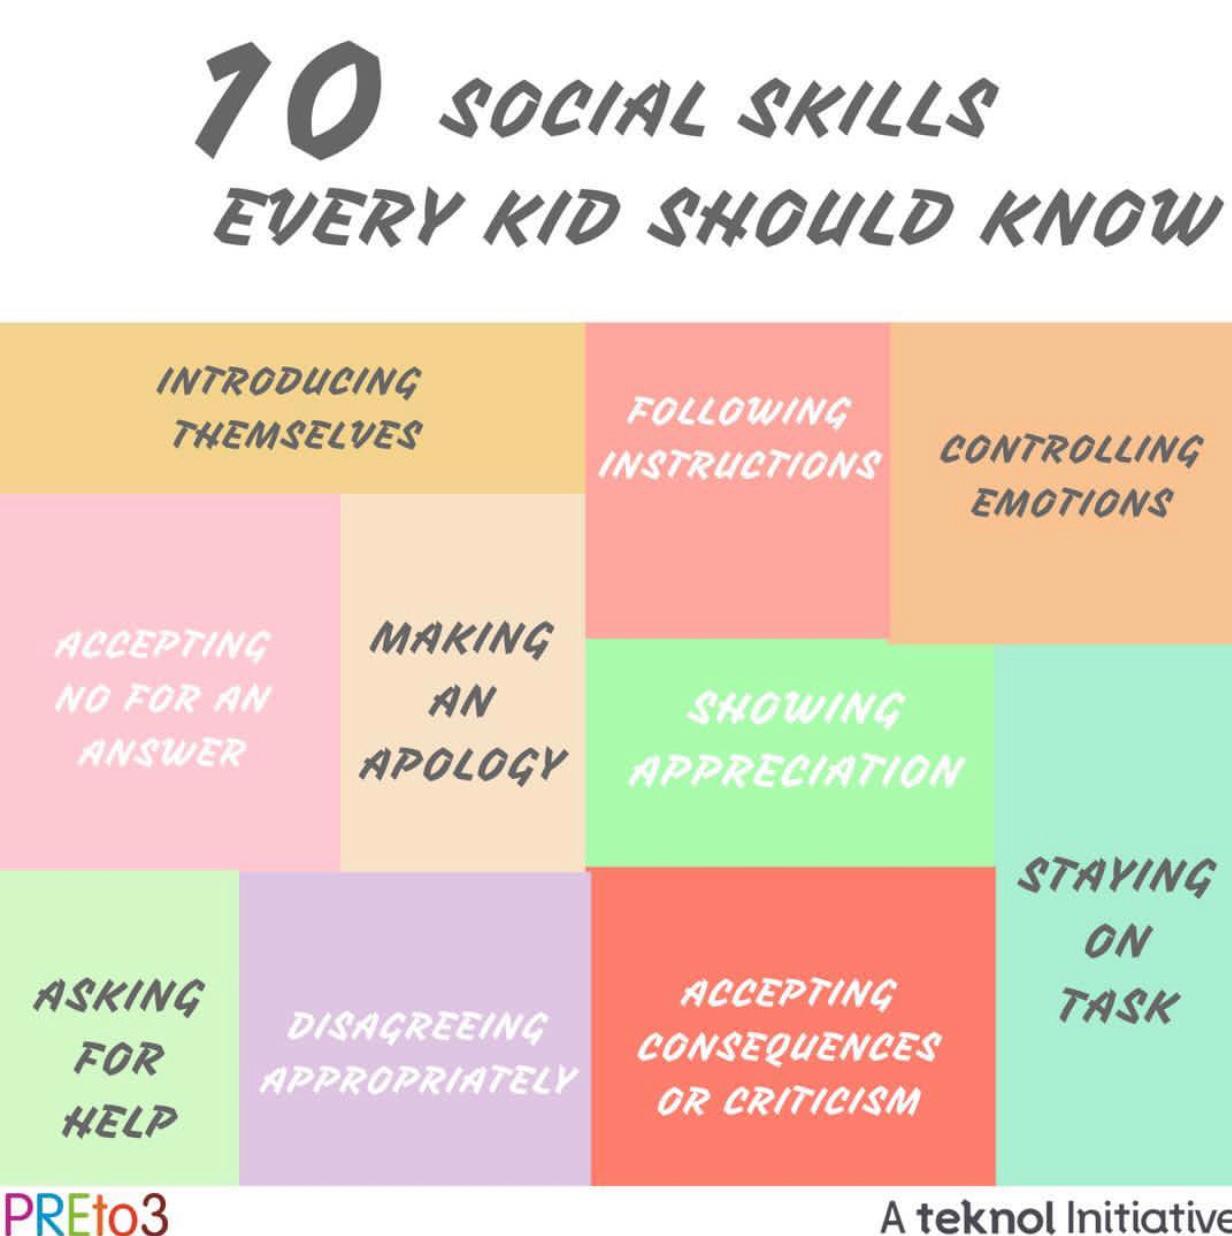 10 SOCIAL SKILLS
EVERY KID SHOULD KNOW
INTRODUCING
THEMSELVES
FOLLOWING
INSTRUCTIONS
CONTROLLING
EMOTIONS
ACCEPTING
NO FOR AN
ANSWER
MAKING
AN
APOLOGY
SHOWING
APPRECIATION
STAYING
ON
TASK
ASKING
FOR
HELP
DISAGREEING
APPROPRIATELY
ACCEPTING
CONSEQUENCES
OR CRITICISM
PREto3
A teknol Initiative